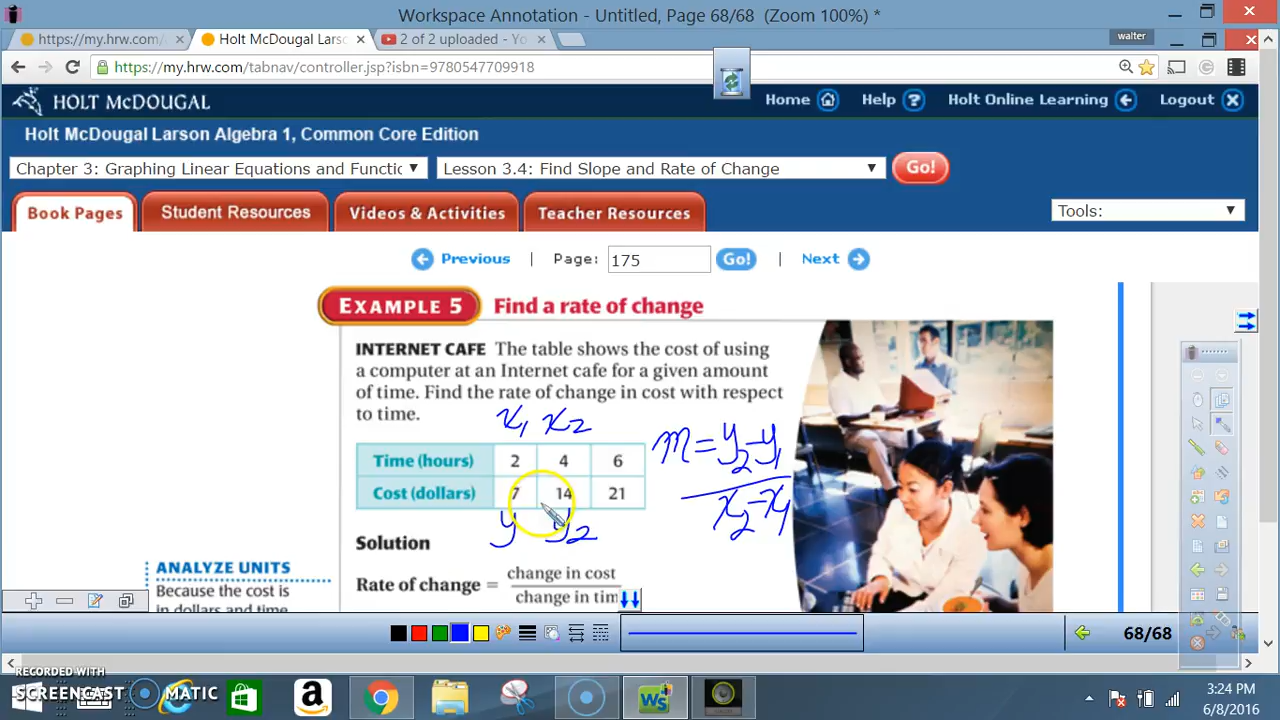 Workspace Annotation - Untitled, Page 68/68 (Zoom 100%) *
https://my.hrw.com/
Holt McDougal Lars
2 of 2 uploaded - Yo
walter
https://my.hrw.com/tabnav/controller.jsp?isbn=9780547709918
HOLT MCDOUGAL
Home
Help
Holt Online Learning
Logout
Holt McDougal Larson Algebra 1, Common Core Edition
Chapter 3: Graphing Linear Equations and Functic
Lesson 3.4: Find Slope and Rate of Change
Go!
Book Pages
Student Resources
Videos & Activities
Teacher Resources
Tools:
Previous | Page: 175 Go! | Next
EXAMPLE 5 Find a rate of change
INTERNET CAFE The table shows the cost of using
a computer at an Internet cafe for a given amount
of time. Find the rate of change in cost with respect
to time.
x1 x2
Time (hours) 2 4 6
Cost (dollars) 7 14 21
y y2
m = y2-y1
x2-x1
Solution
Rate of change = change in cost
change in tim
ANALYZE UNITS
Because the cost is
in dollars and time
68/68
RECORDED WITH
SCREENCAST MATIC
3:24 PM
6/8/2016